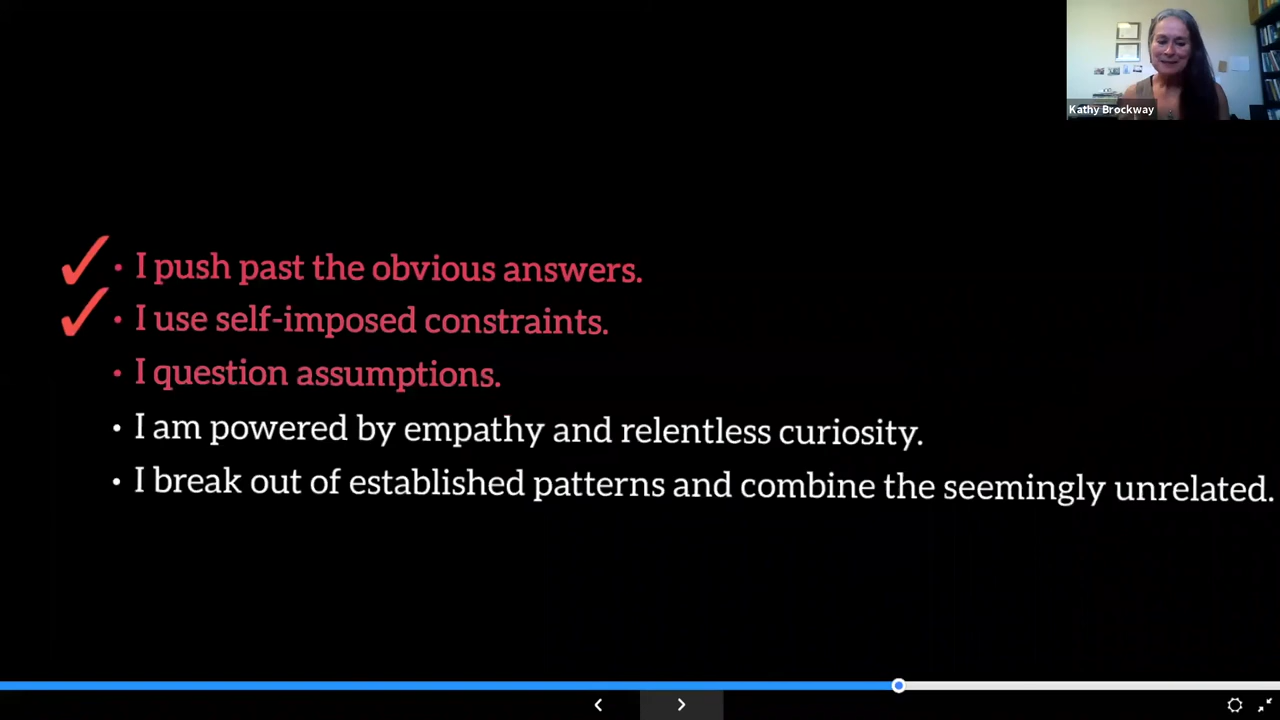 Kathy Brockway
✓ • I push past the obvious answers.
✓ • I use self-imposed constraints.
• I question assumptions.
• I am powered by empathy and relentless curiosity.
• I break out of established patterns and combine the seemingly unrelated.